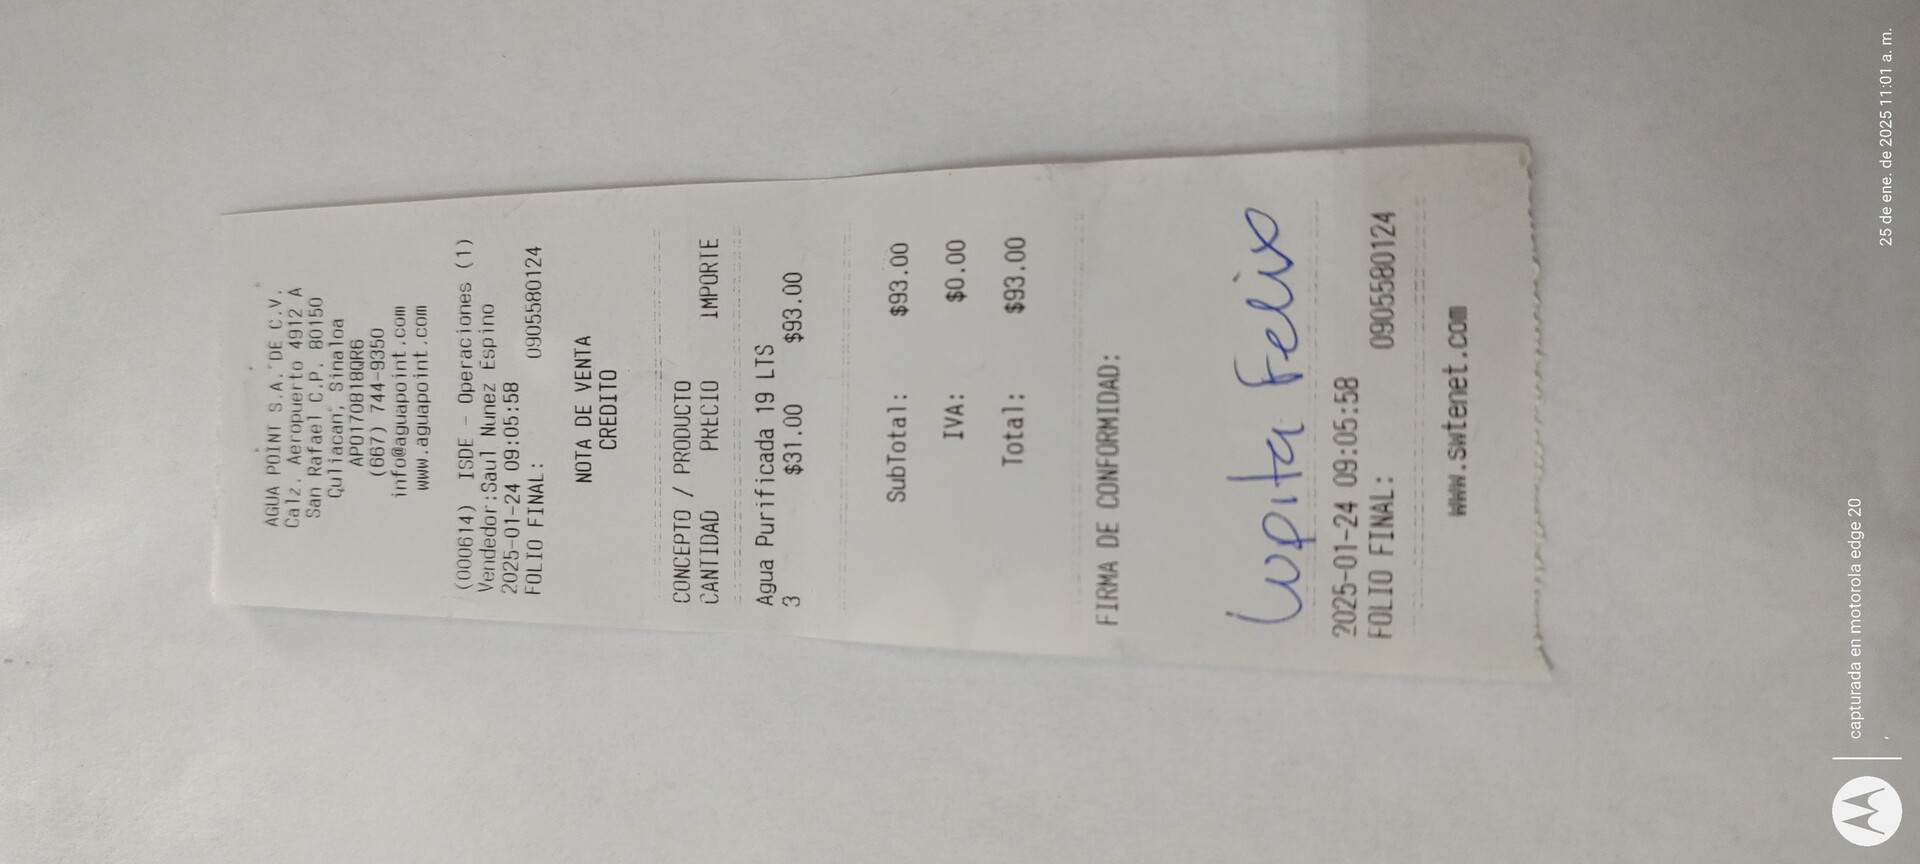 AGUA POINT S.A. DE C.V.
Calz. Aeropuerto 4912 A
San Rafael C.P. 80150
Culiacan, Sinaloa
APO170818QR6
(667) 744-9350
info@aguapoint.com
www.aguapoint.com
(000614) ISDE - Operaciones (1)
Vendedor:Saul Nunez Espino
2025-01-24 09:05:58
FOLIO FINAL: 0905580124
NOTA DE VENTA
CREDITO
CONCEPTO / PRODUCTO
CANTIDAD PRECIO IMPORTE
Agua Purificada 19 LTS
3 $31.00 $93.00
SubTotal: $93.00
IVA: $0.00
Total: $93.00
FIRMA DE CONFORMIDAD:
Lupita Felix
2025-01-24 09:05:58
FOLIO FINAL: 0905580124
www.swtenet.com
capturada en motorola edge 20
25 de ene. de 2025 11:01 a. m.